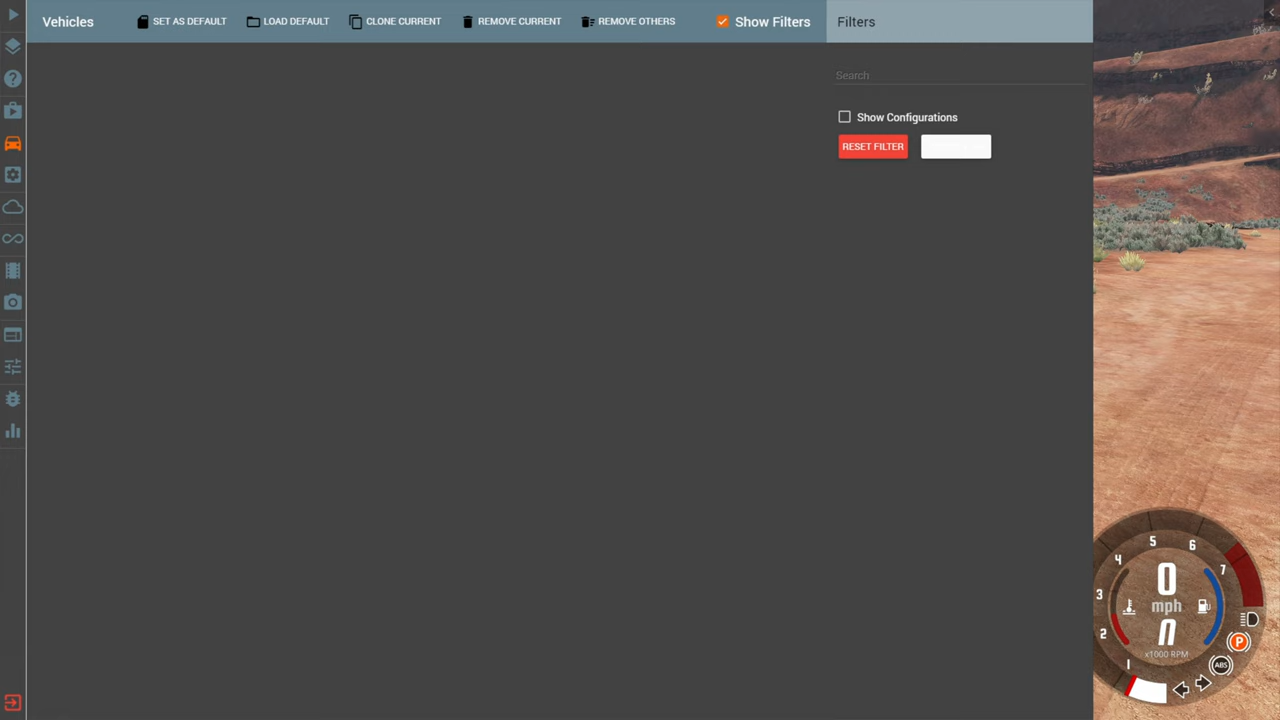 Vehicles
SET AS DEFAULT
LOAD DEFAULT
CLONE CURRENT
REMOVE CURRENT
REMOVE OTHERS
Show Filters
Filters
Search
Show Configurations
RESET FILTER
1
2
3
4
5
6
7
0
mph
n
x1000 RPM
P
ABS